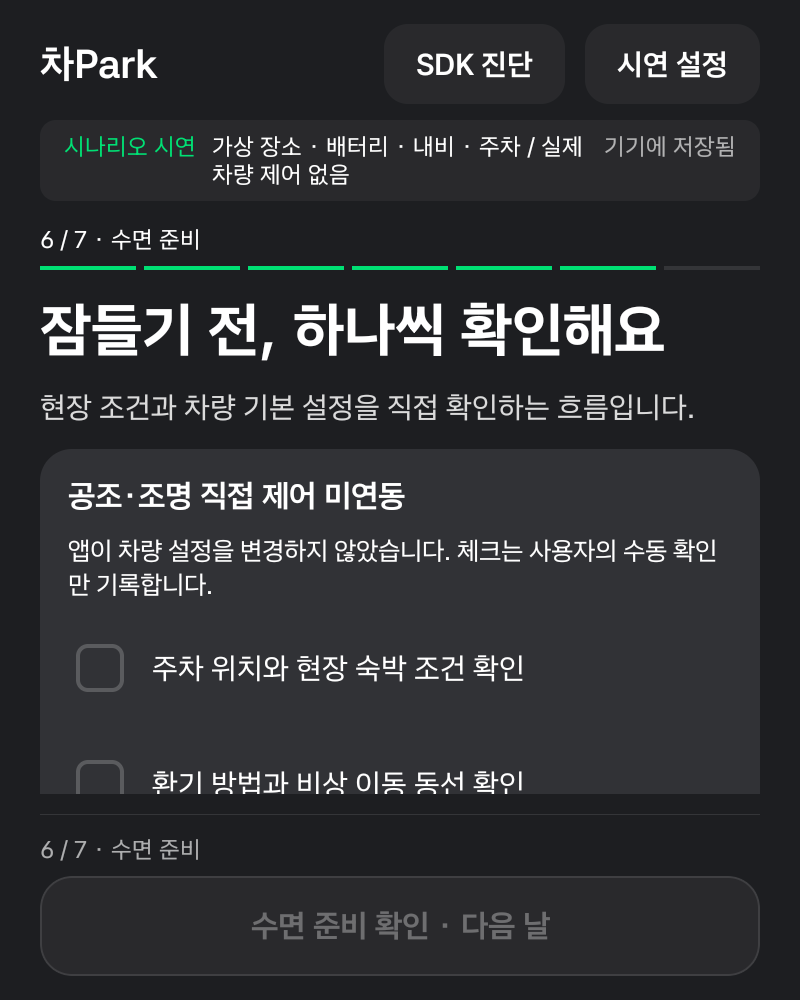 차Park
SDK 진단
시연 설정
시나리오 시연
가상 장소 · 배터리 · 내비 · 주차 / 실제
차량 제어 없음
기기에 저장됨
6 / 7 · 수면 준비
잠들기 전, 하나씩 확인해요
현장 조건과 차량 기본 설정을 직접 확인하는 흐름입니다.
공조·조명 직접 제어 미연동
앱이 차량 설정을 변경하지 않았습니다. 체크는 사용자의 수동 확인
만 기록합니다.
주차 위치와 현장 숙박 조건 확인
환기 방법과 비상 이동 동선 확인
6 / 7 · 수면 준비
수면 준비 확인 · 다음 날